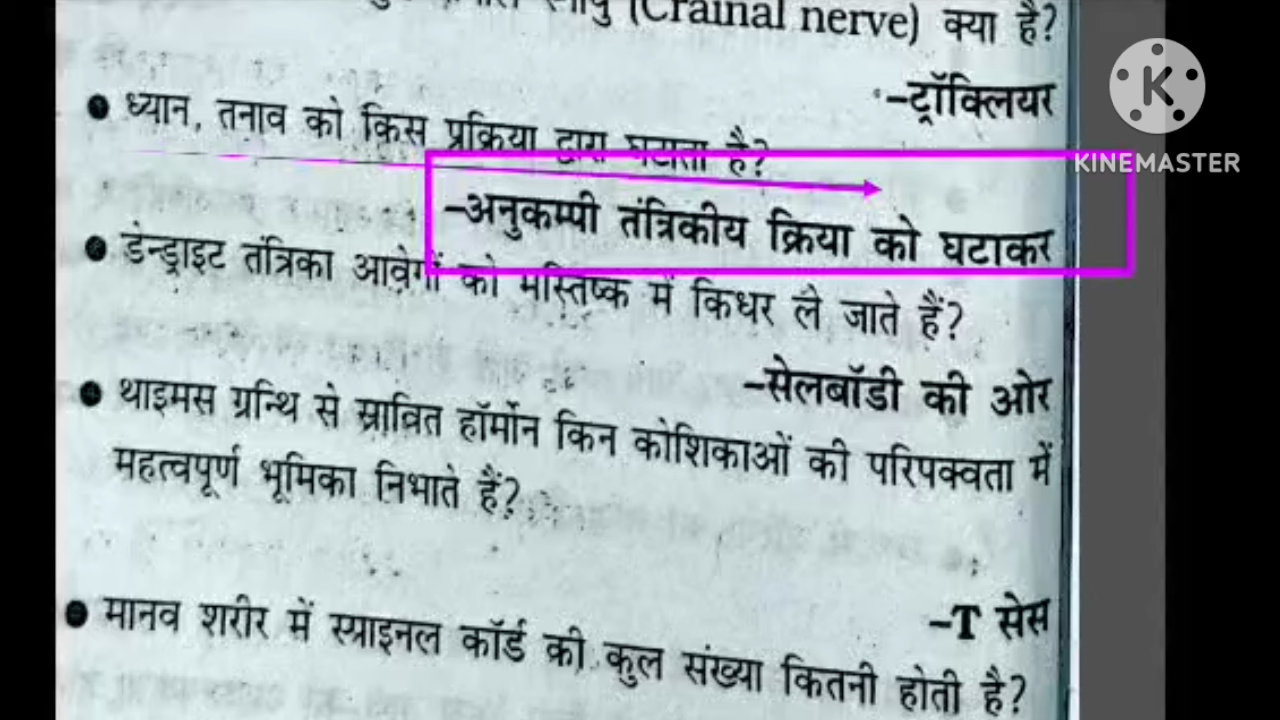 (Crainal nerve) क्या है?
–ट्रॉक्लियर
● ध्यान, तनाव को किस प्रक्रिया द्वारा घटाता है?
–अनुकम्पी तंत्रिकीय क्रिया को घटाकर
● डेन्ड्राइट तंत्रिका आवेगों को मस्तिष्क में किधर ले जाते हैं?
–सेलबॉडी की ओर
● थाइमस ग्रन्थि से स्रावित हॉर्मोन किन कोशिकाओं की परिपक्वता में
महत्वपूर्ण भूमिका निभाते हैं?
–T सेस
● मानव शरीर में स्प्राइनल कॉर्ड की कुल संख्या कितनी होती है?
K
KINEMASTER